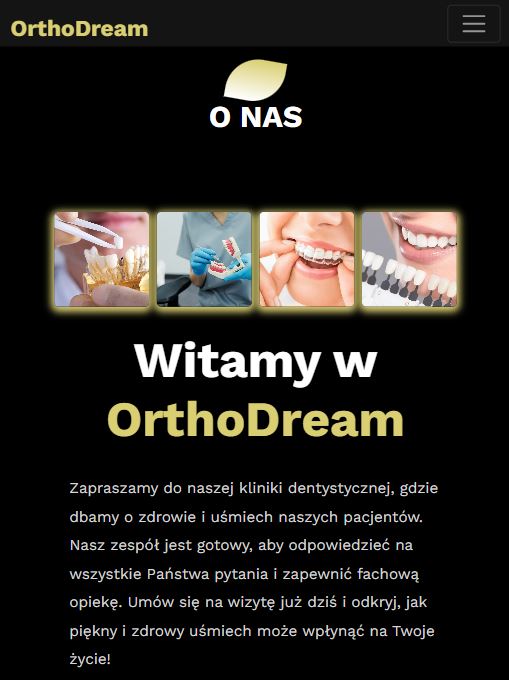 OrthoDream
O NAS
Witamy w
OrthoDream
Zapraszamy do naszej kliniki dentystycznej, gdzie
dbamy o zdrowie i uśmiech naszych pacjentów.
Nasz zespół jest gotowy, aby odpowiedzieć na
wszystkie Państwa pytania i zapewnić fachową
opiekę. Umów się na wizytę już dziś i odkryj, jak
piękny i zdrowy uśmiech może wpłynąć na Twoje
życie!